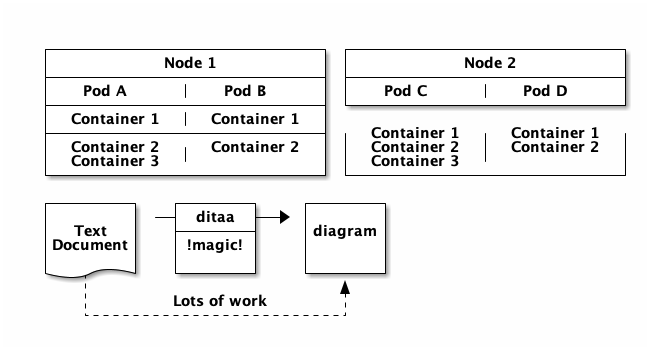 Node 1 Node 2
Pod A Pod B Pod C Pod D
Container 1 Container 1
Container 1 Container 1
Container 2 Container 2 Container 2 Container 2
Container 3 Container 3
Text
Document
ditaa
!magic!
diagram
Lots of work